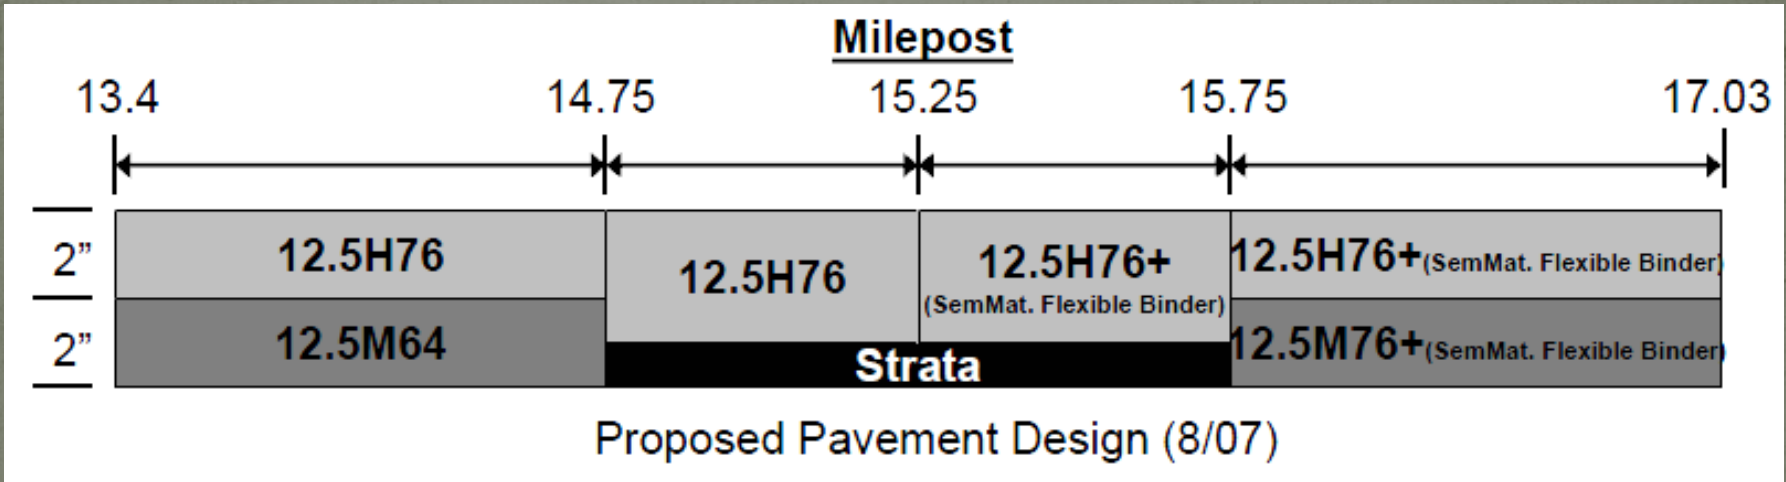 Milepost
13.4 14.75 15.25 15.75 17.03
2” 12.5H76 12.5H76 12.5H76+ 12.5H76+(SemMat. Flexible Binder)
(SemMat. Flexible Binder)
2” 12.5M64 12.5M76+(SemMat. Flexible Binder)
Strata
Proposed Pavement Design (8/07)